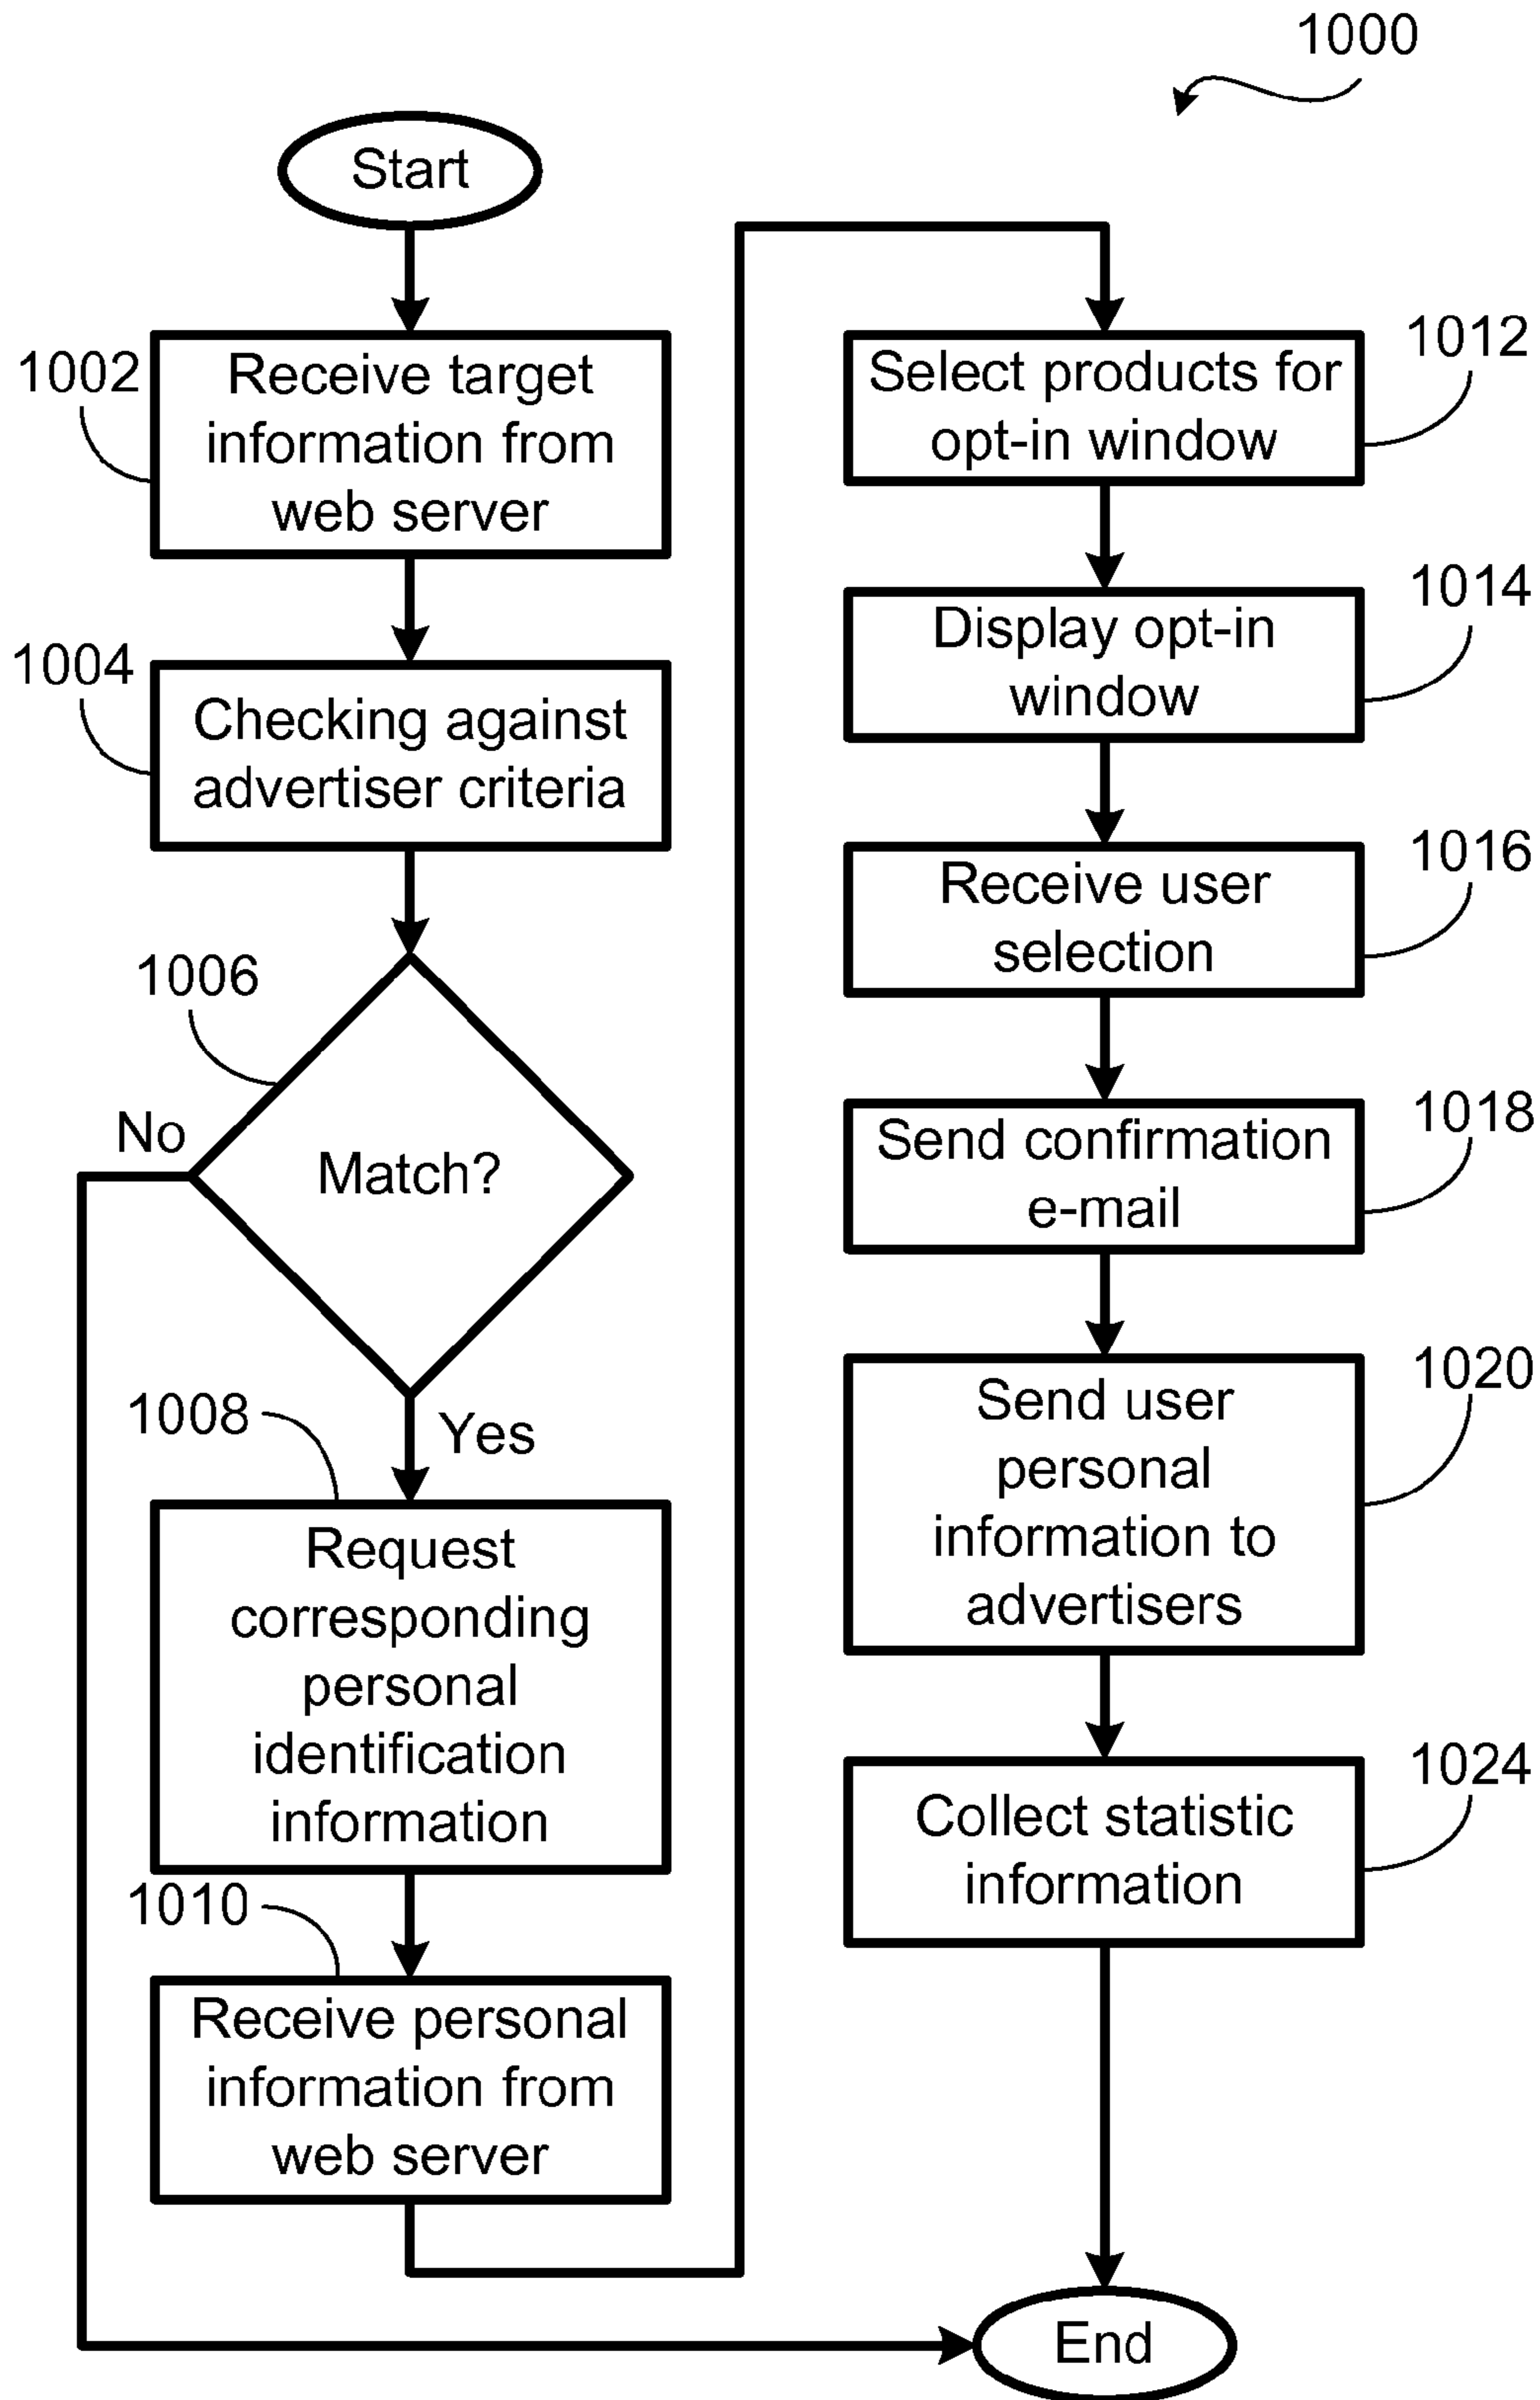 1000
Start
1002
Receive target
information from
web server
1004
Checking against
advertiser criteria
1006
No
Match?
Yes
1008
Request
corresponding
personal
identification
information
1010
Receive personal
information from
web server
1012
Select products for
opt-in window
1014
Display opt-in
window
1016
Receive user
selection
1018
Send confirmation
e-mail
1020
Send user
personal
information to
advertisers
1024
Collect statistic
information
End